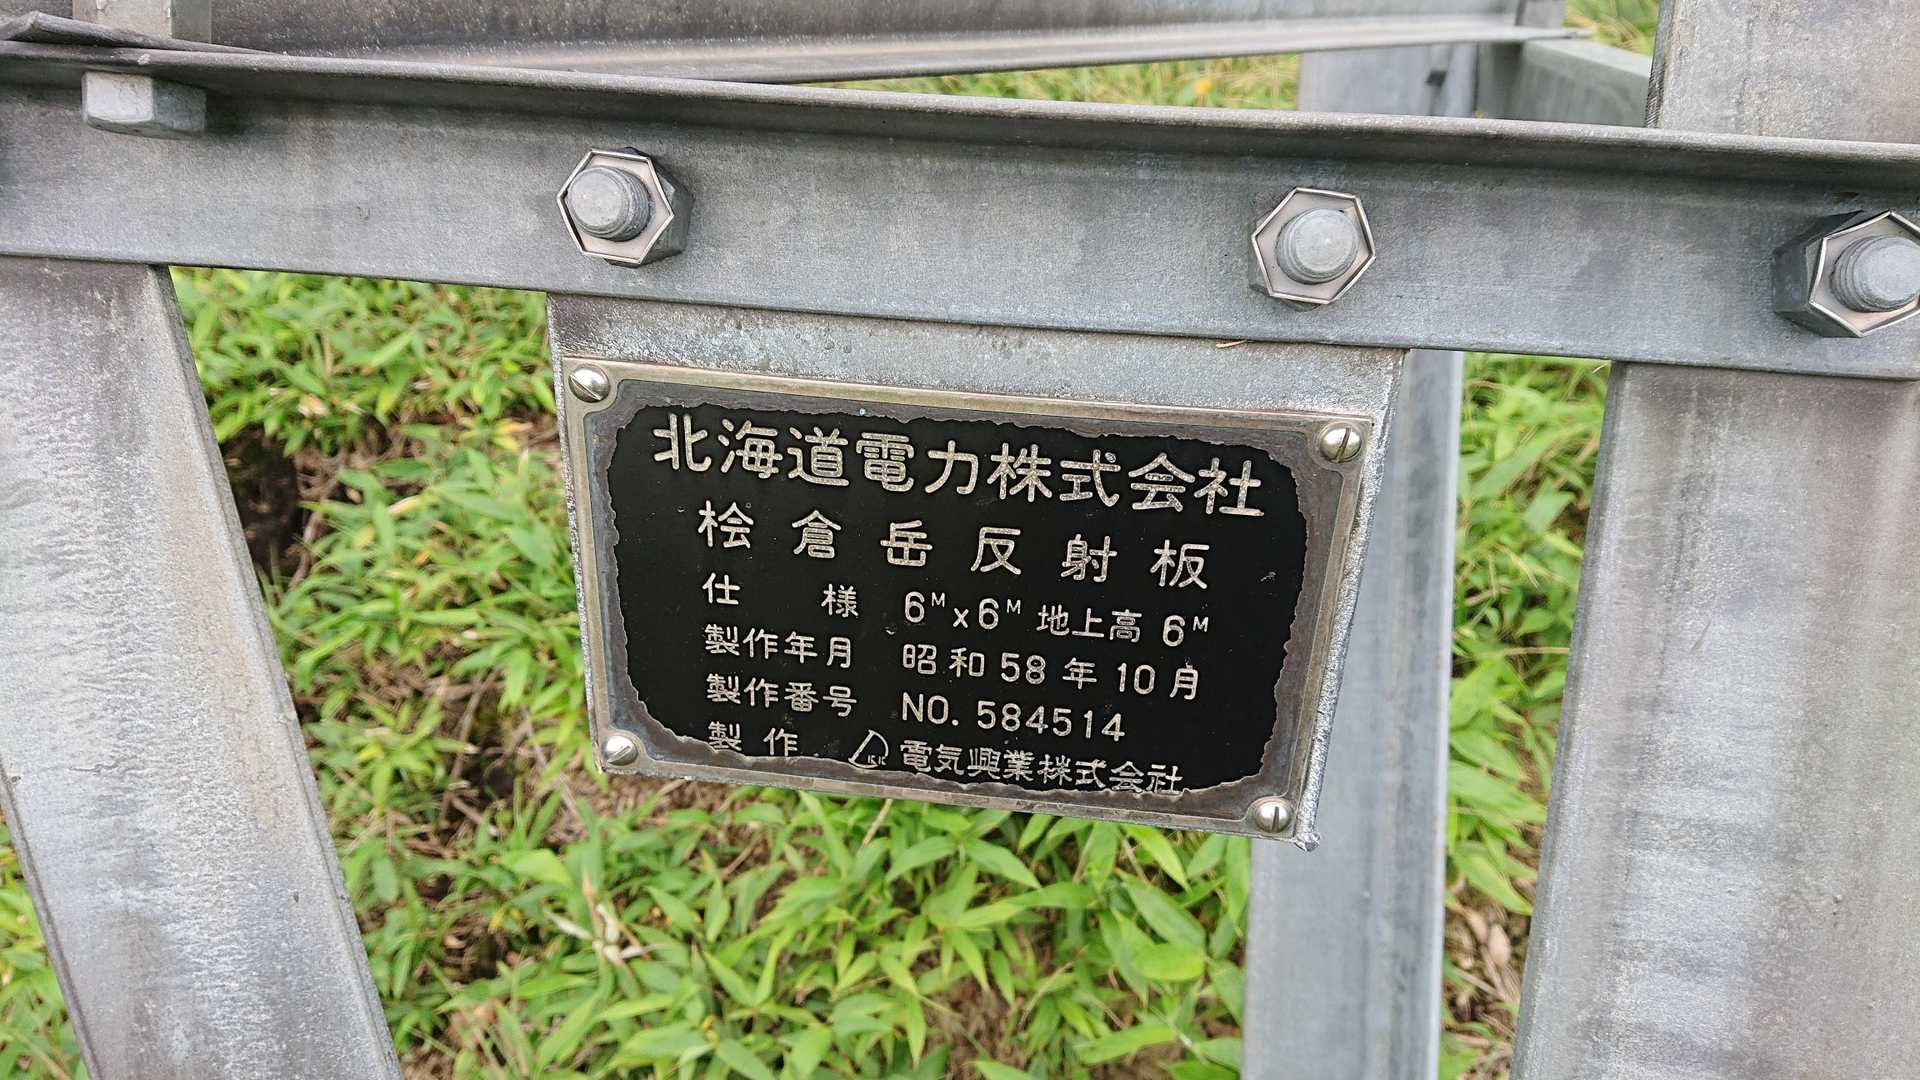 北海道電力株式会社
桧倉岳反射板
仕様 6ᴹx6ᴹ 地上高 6ᴹ
製作年月 昭和58年10月
製作番号 NO. 584514
製作 電気興業株式会社